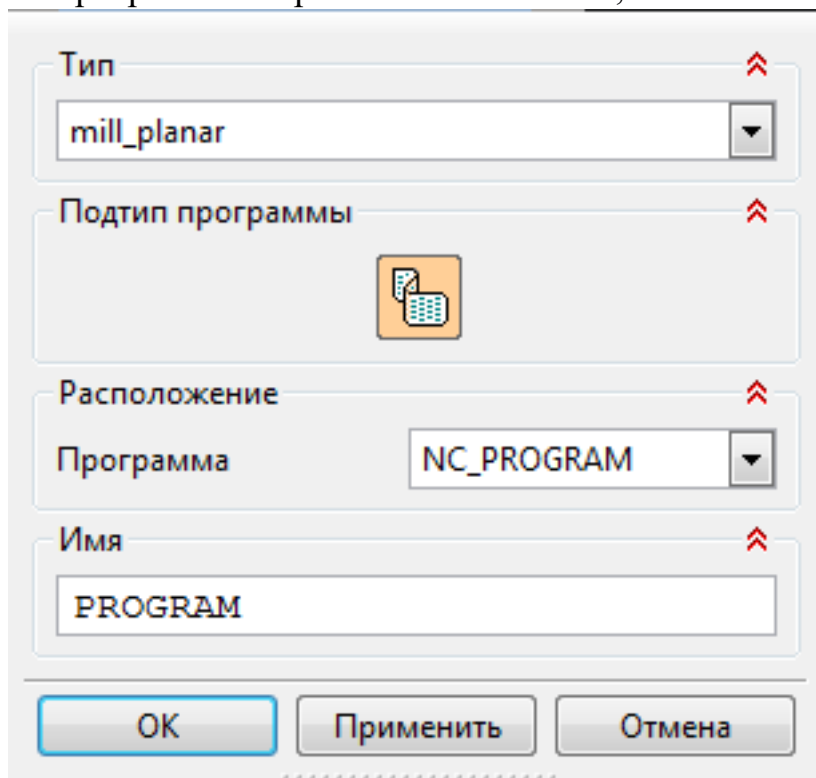 Тип
mill_planar
Подтип программы
Расположение
Программа NC_PROGRAM
Имя
PROGRAM
OK Применить Отмена